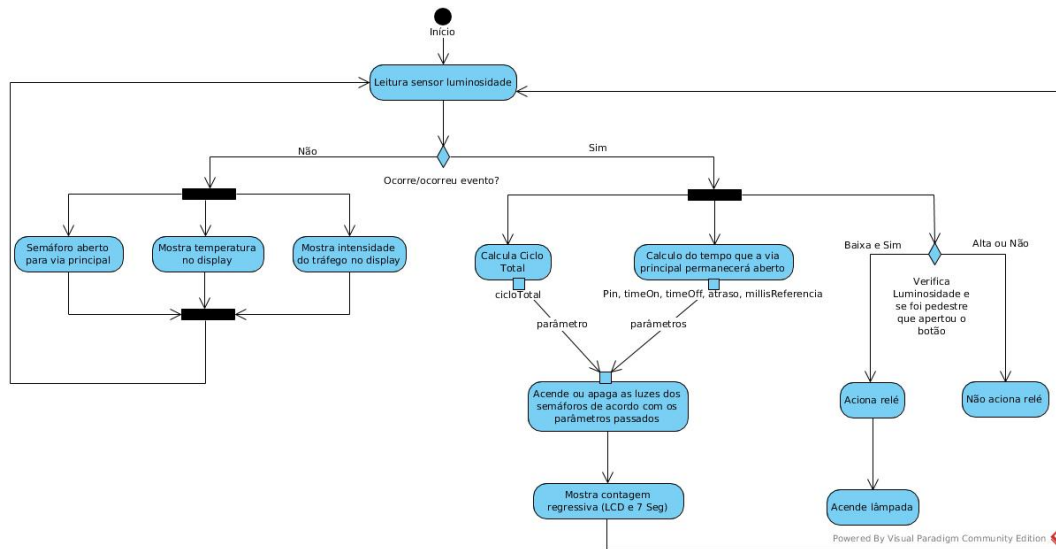 Início
Leitura sensor luminosidade
Não
Sim
Ocorre/ocorreu evento?
Semáforo aberto
para via principal
Mostra temperatura
no display
Mostra intensidade
do tráfego no display
Calcula Ciclo
Total
cicloTotal
Calculo do tempo que a via
principal permanecerá aberto
Pin, timeOn, timeOff, atraso, millisReferencia
Baixa e Sim
Alta ou Não
Verifica
Luminosidade e
se foi pedestre
que apertou o
botão
parâmetro
parâmetros
Acende ou apaga as luzes dos
semáforos de acordo com os
parâmetros passados
Aciona relé
Não aciona relé
Mostra contagem
regressiva (LCD e 7 Seg)
Acende lâmpada
Powered By Visual Paradigm Community Edition